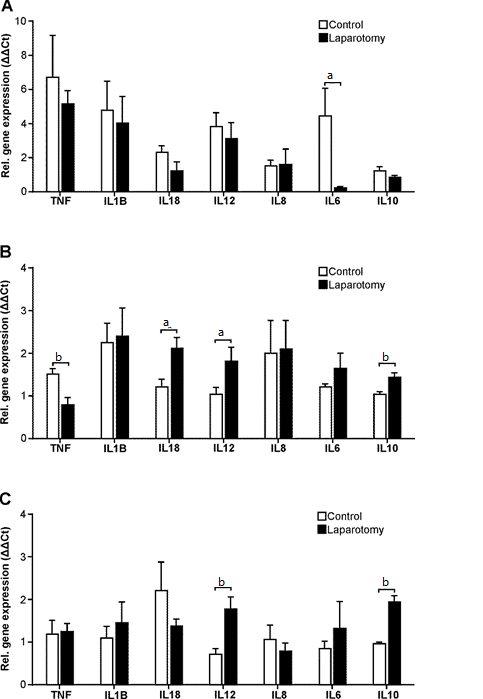 A
Rel. gene expression (ΔΔCt)
10
8
6
4
2
0
Control
Laparotomy
a
TNF IL1B IL18 IL12 IL8 IL6 IL10
B
Rel. gene expression (ΔΔCt)
4
3
2
1
0
Control
Laparotomy
b a a b
TNF IL1B IL18 IL12 IL8 IL6 IL10
C
Rel. gene expression (ΔΔCt)
4
3
2
1
0
Control
Laparotomy
b b
TNF IL1B IL18 IL12 IL8 IL6 IL10